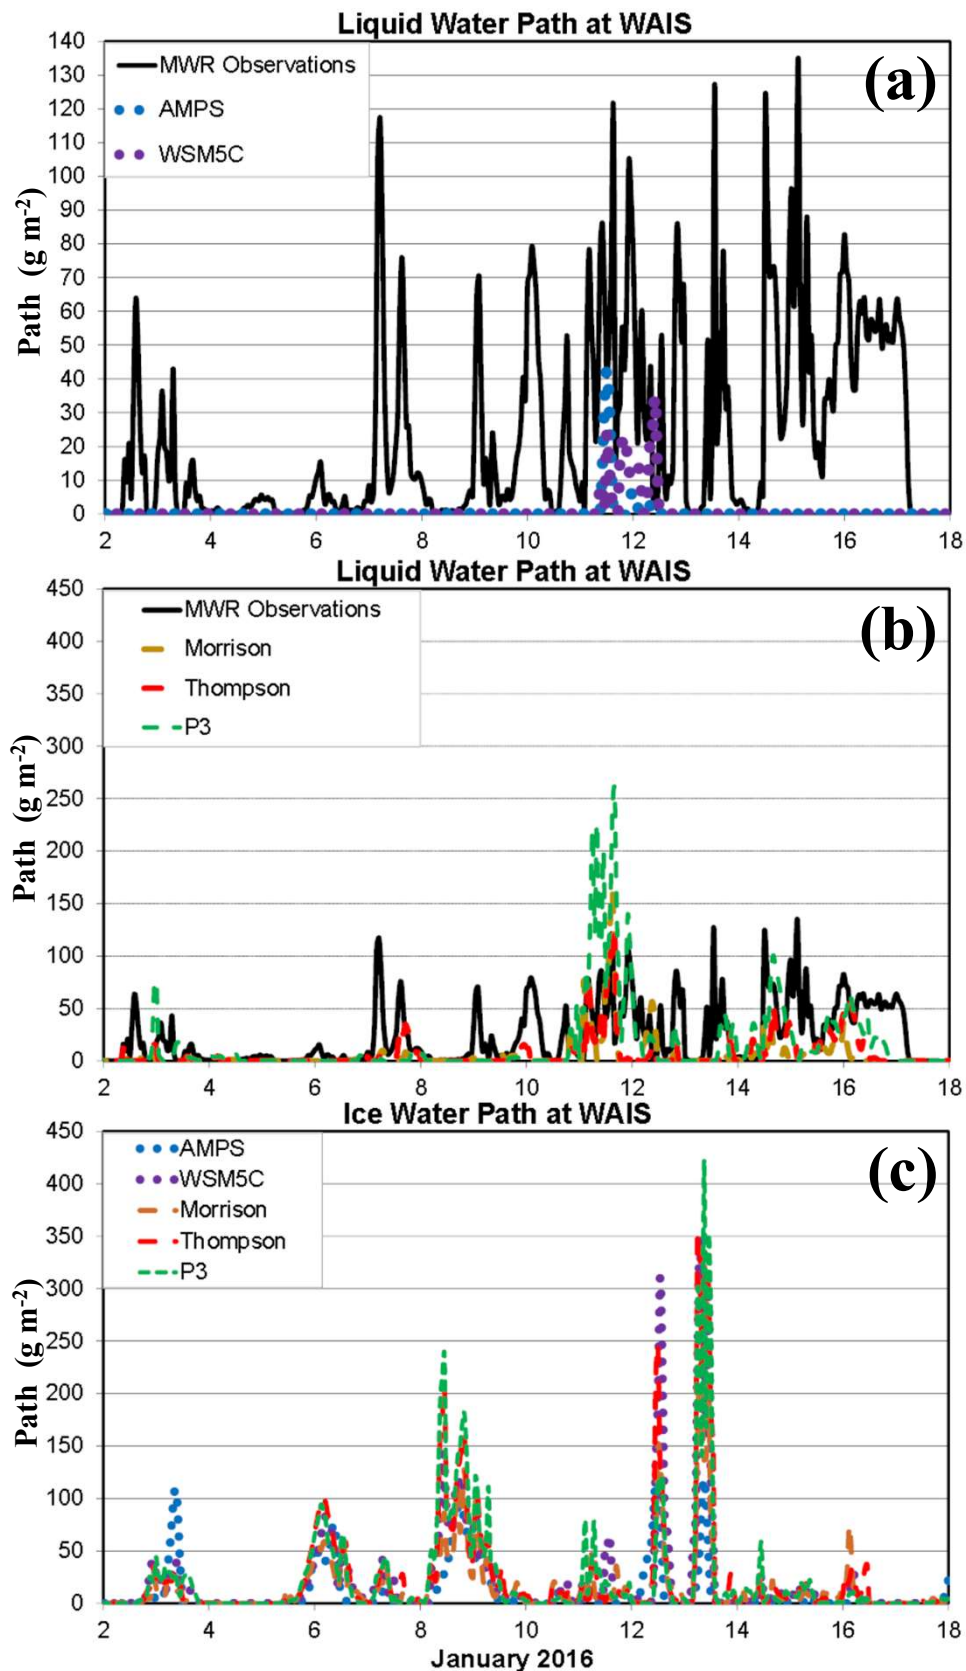 Liquid Water Path at WAIS
(a)
MWR Observations
AMPS
WSM5C
Path (g m-2)
140
130
120
110
100
90
80
70
60
50
40
30
20
10
0
2 4 6 8 10 12 14 16 18
Liquid Water Path at WAIS
(b)
MWR Observations
Morrison
Thompson
P3
Path (g m-2)
450
400
350
300
250
200
150
100
50
0
2 4 6 8 10 12 14 16 18
Ice Water Path at WAIS
(c)
AMPS
WSM5C
Morrison
Thompson
P3
Path (g m-2)
450
400
350
300
250
200
150
100
50
0
2 4 6 8 10 12 14 16 18
January 2016